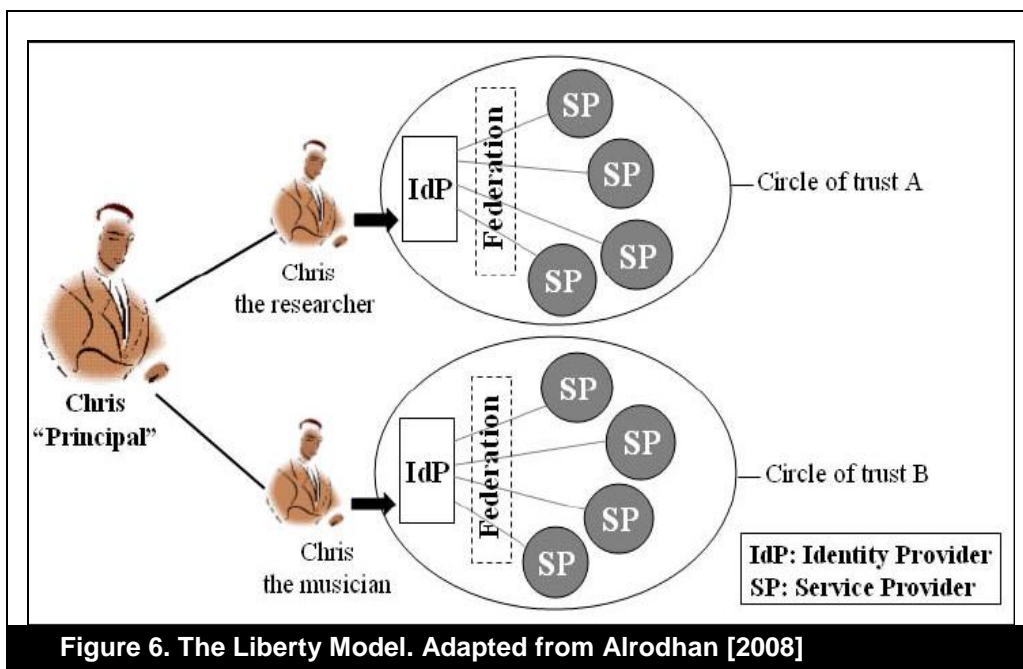 SP
SP
SP
SP
IdP
Federation
Circle of trust A
Chris
the researcher
Chris
"Principal"
SP
SP
SP
SP
IdP
Federation
Circle of trust B
Chris
the musician
IdP: Identity Provider
SP: Service Provider
Figure 6. The Liberty Model. Adapted from Alrodhan [2008]